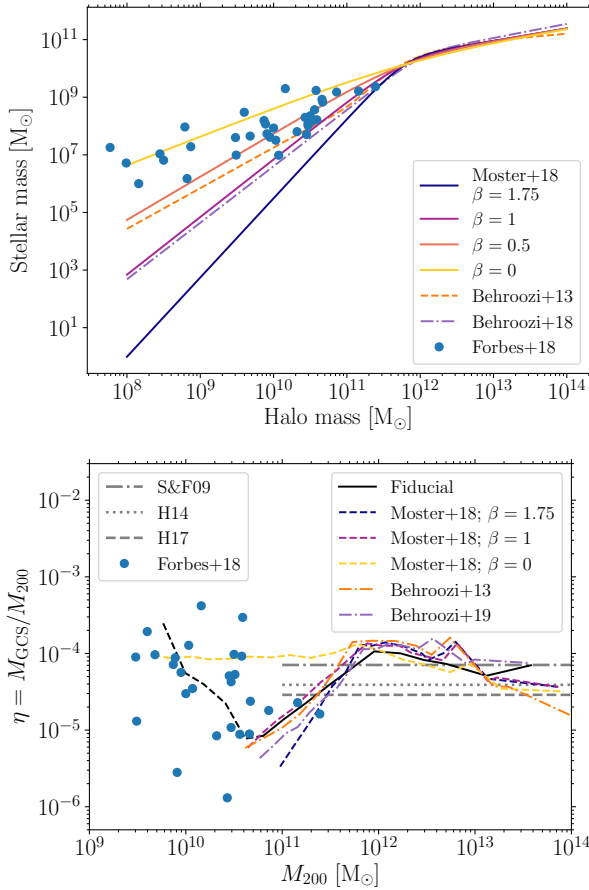 10^11
10^9
10^7
10^5
10^3
10^1
Stellar mass [M_⊙]
Moster+18
β = 1.75
β = 1
β = 0.5
β = 0
Behroozi+13
Behroozi+18
Forbes+18
10^8 10^9 10^10 10^11 10^12 10^13 10^14
Halo mass [M_⊙]
10^−2
10^−3
10^−4
10^−5
10^−6
η = M_GCS/M_200
S&F09
H14
H17
Forbes+18
Fiducial
Moster+18; β = 1.75
Moster+18; β = 1
Moster+18; β = 0
Behroozi+13
Behroozi+19
10^9 10^10 10^11 10^12 10^13 10^14
M_200 [M_⊙]